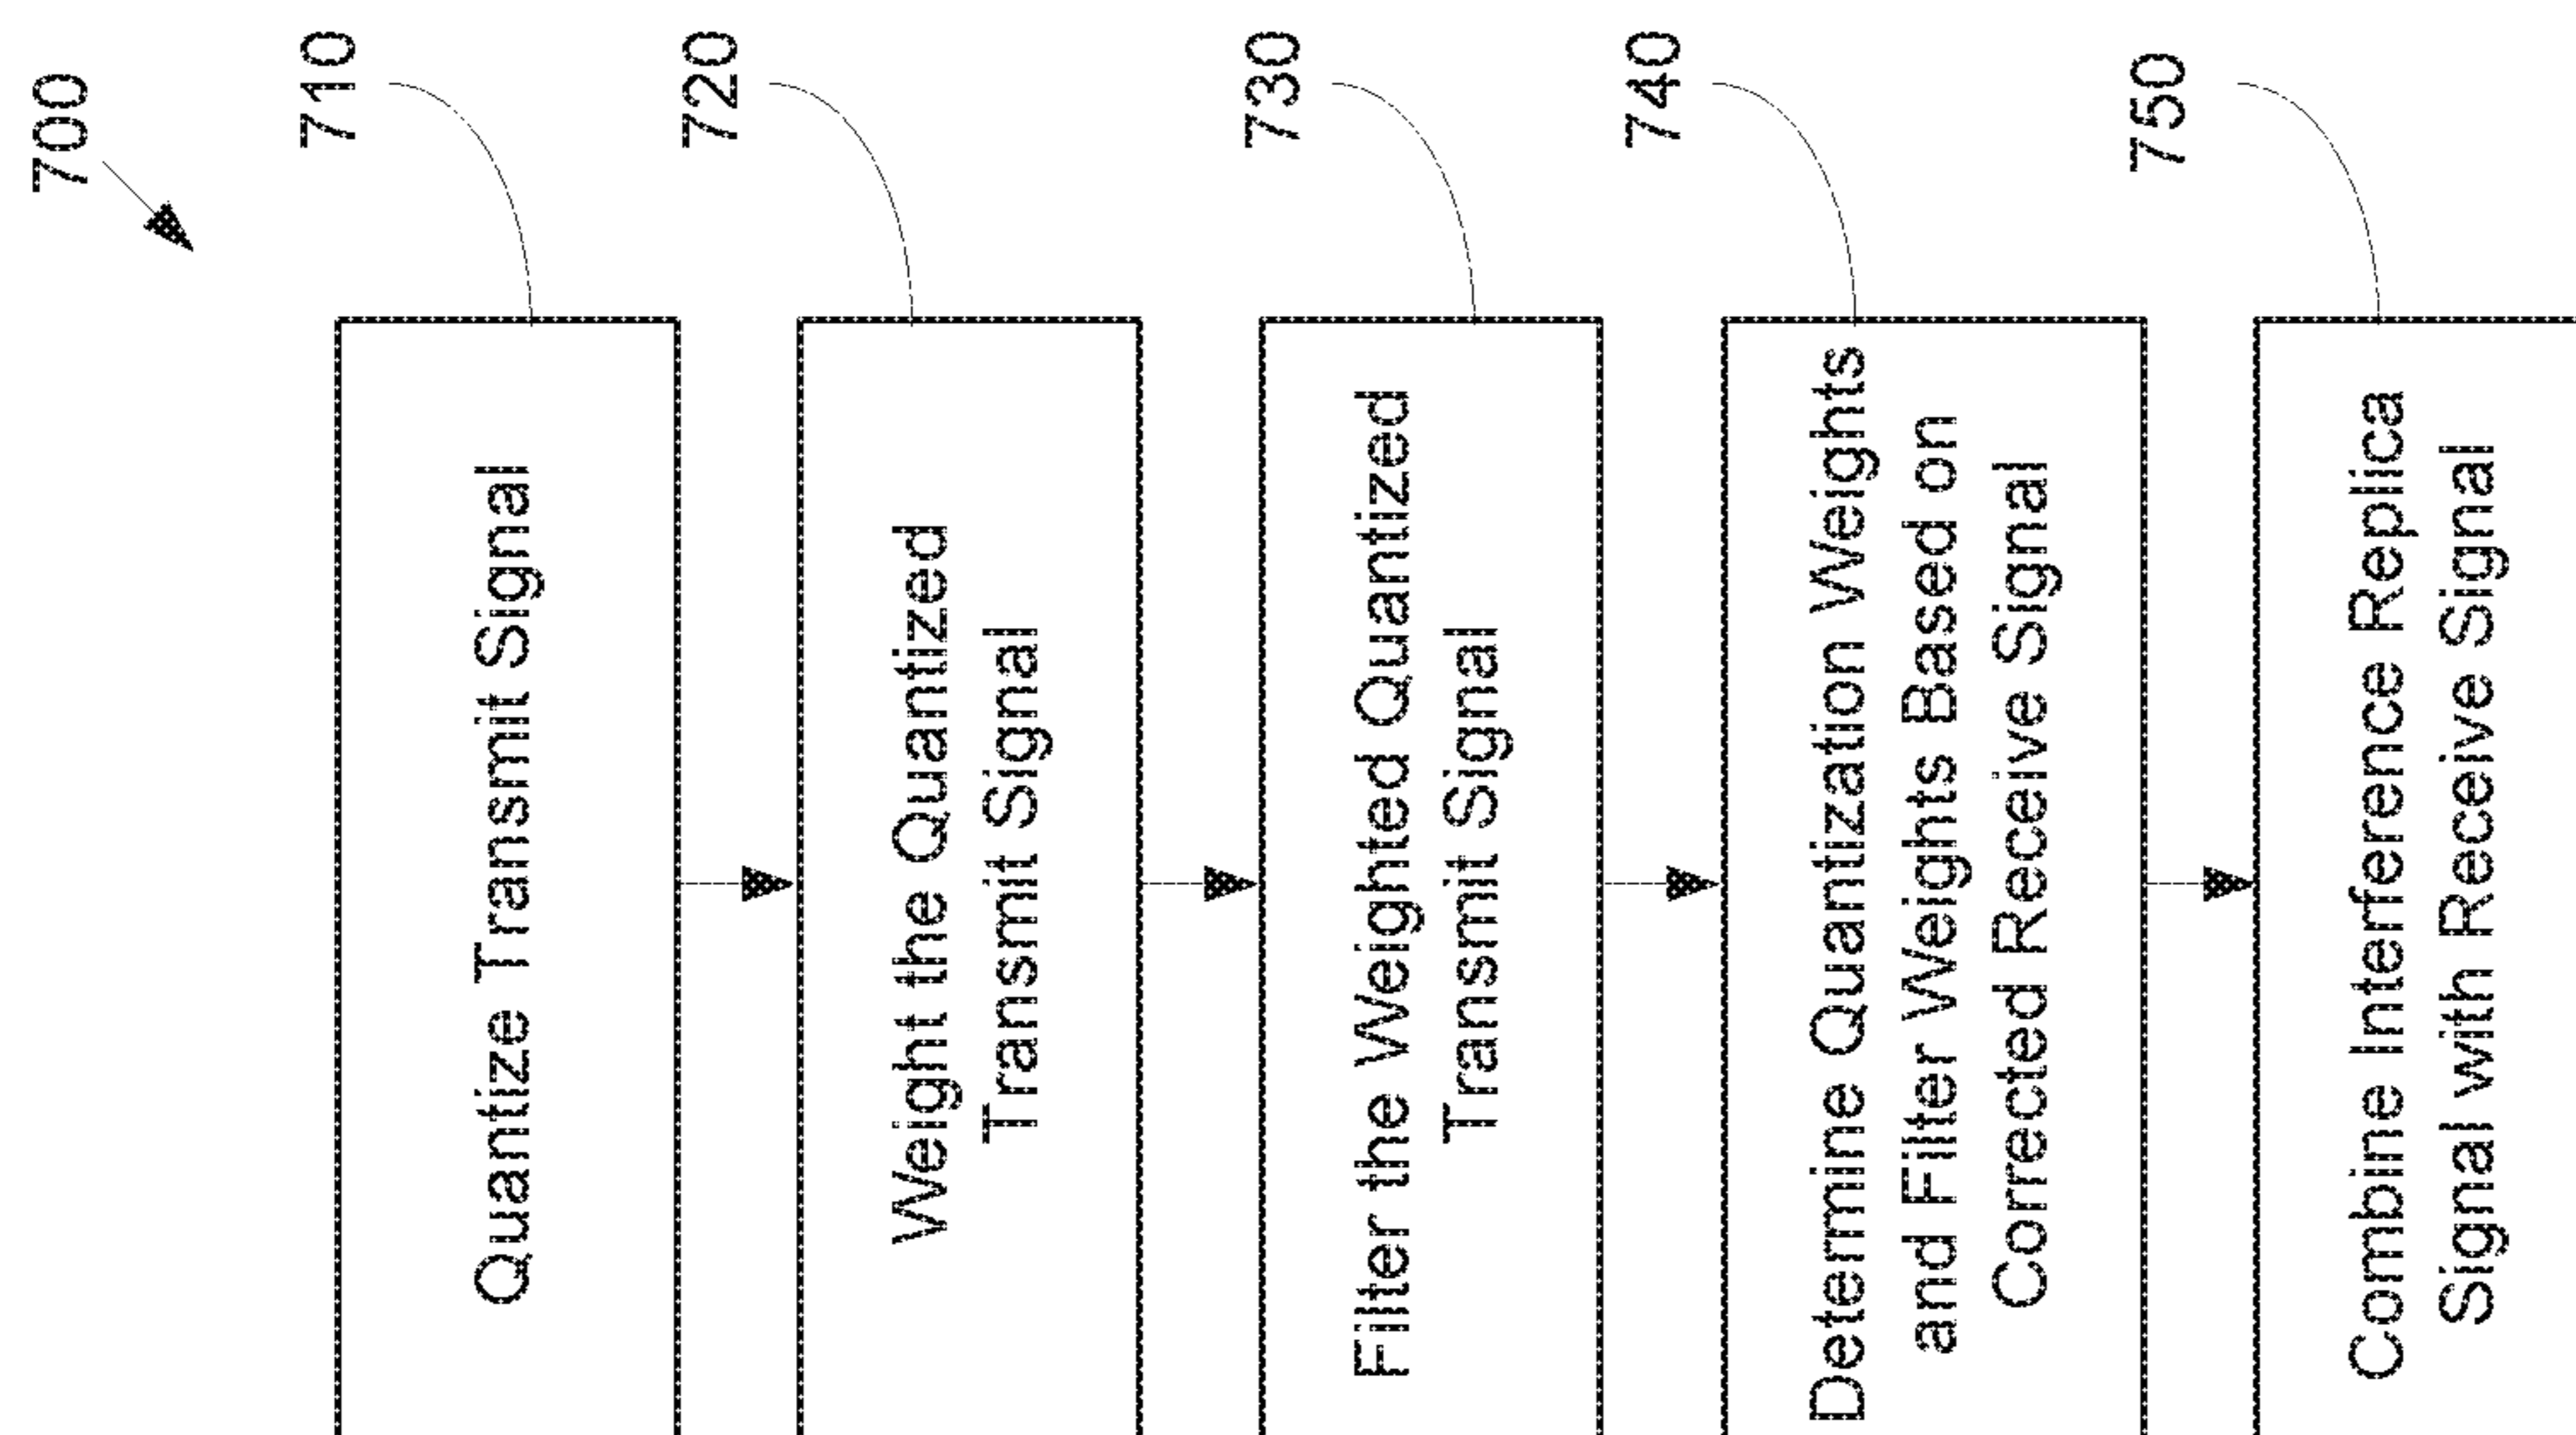 700
710
Quantize Transmit Signal
720
Weight the Quantized
Transmit Signal
730
Filter the Weighted Quantized
Transmit Signal
740
Determine Quantization Weights
and Filter Weights Based on
Corrected Receive Signal
750
Combine Interference Replica
Signal with Receive Signal